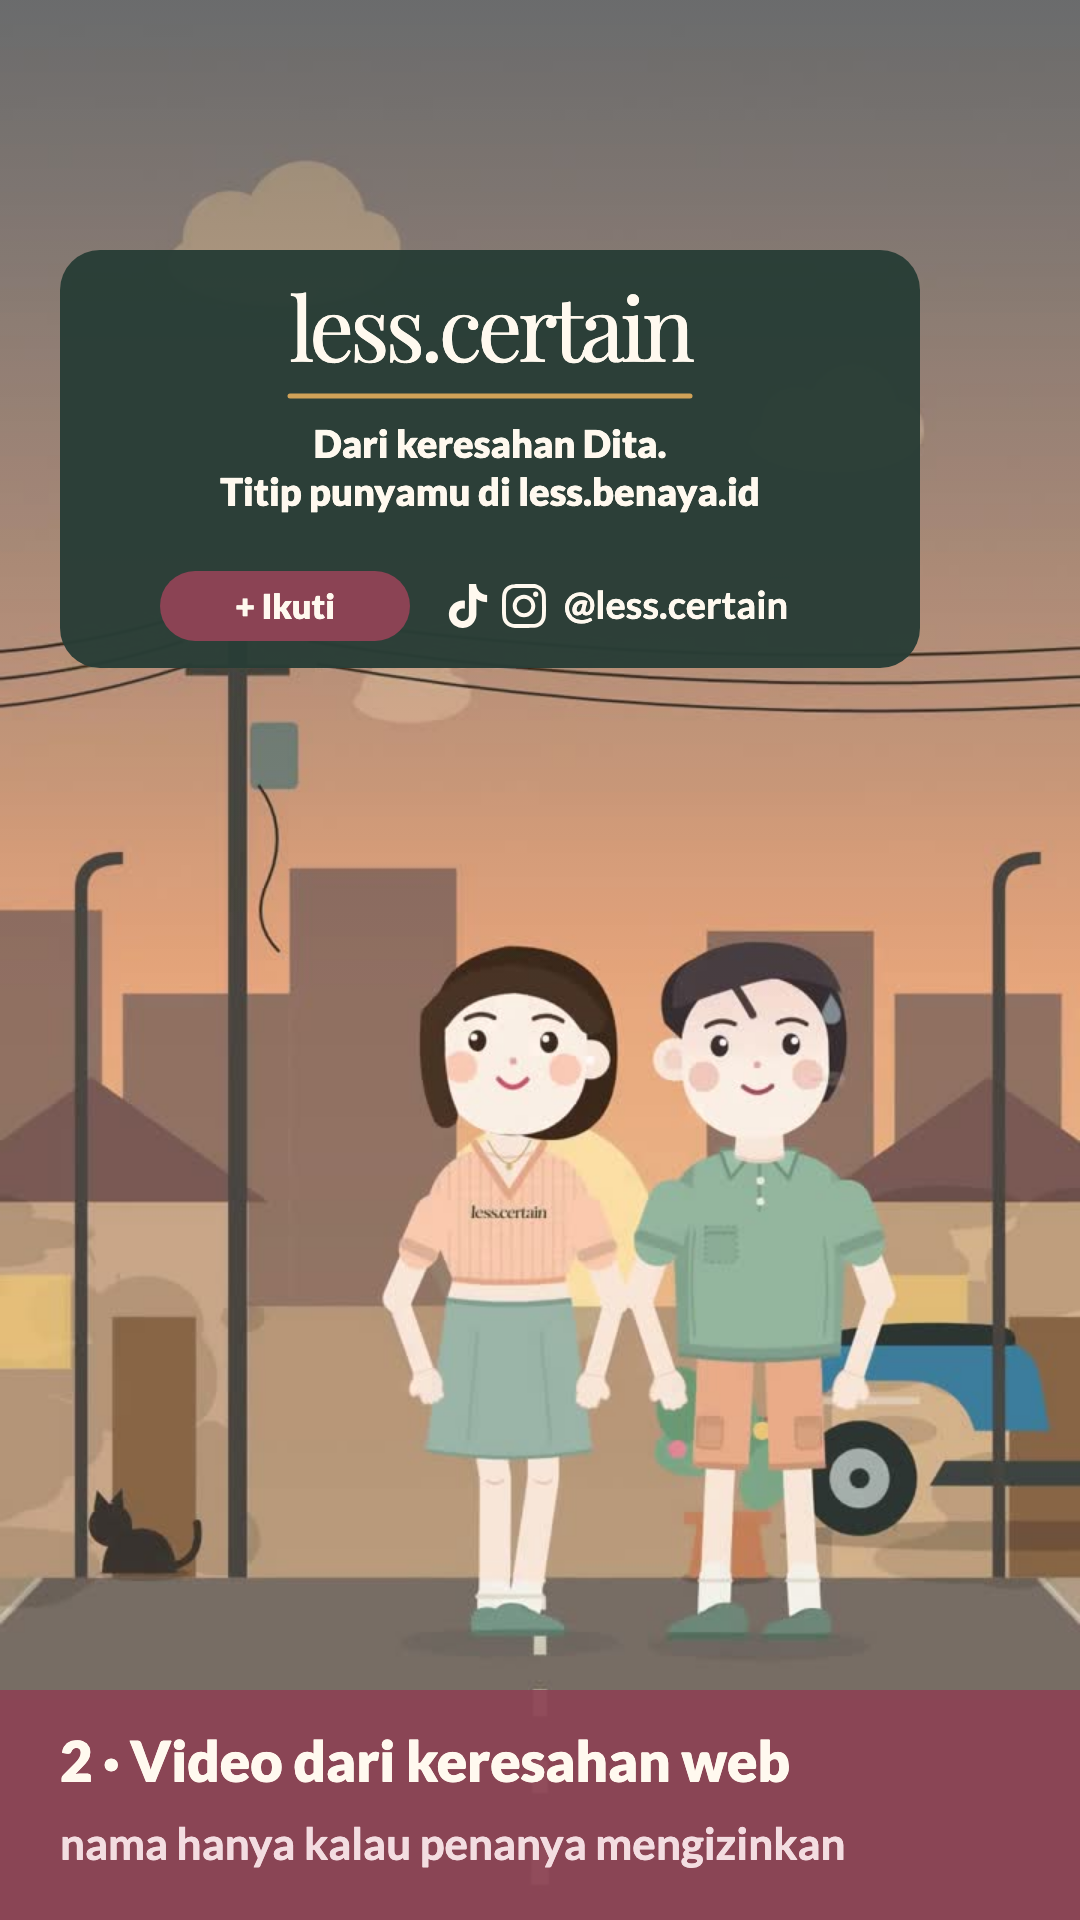 less.certain
Dari keresahan Dita.
Titip punyamu di less.benaya.id
+ Ikuti
@less.certain
less.certain
2 · Video dari keresahan web
nama hanya kalau penanya mengizinkan